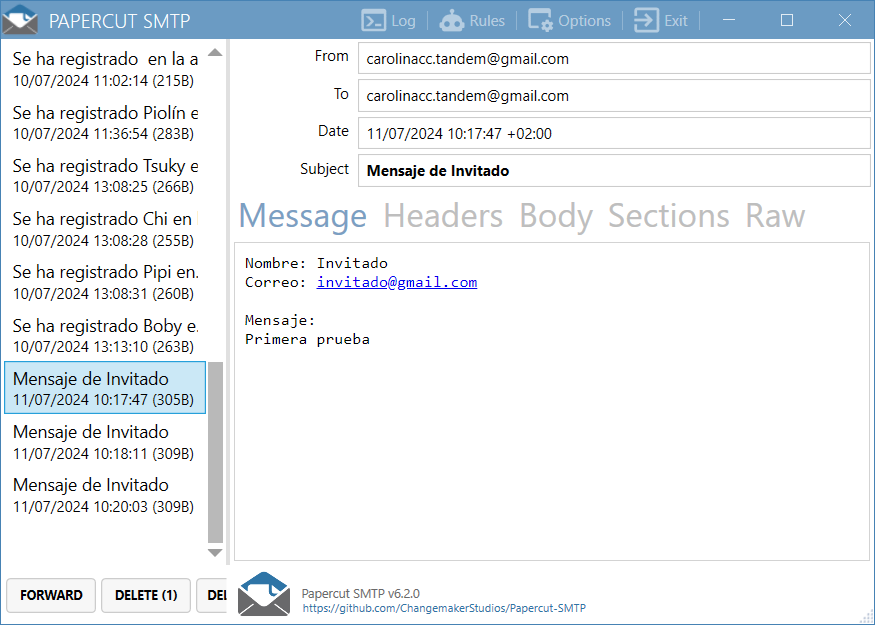 PAPERCUT SMTP
Log
Rules
Options
Exit
Se ha registrado  en la a
10/07/2024 11:02:14 (215B)
Se ha registrado Piolín e
10/07/2024 11:36:54 (283B)
Se ha registrado Tsuky e
10/07/2024 13:08:25 (266B)
Se ha registrado Chi en
10/07/2024 13:08:28 (255B)
Se ha registrado Pipi en.
10/07/2024 13:08:31 (260B)
Se ha registrado Boby e.
10/07/2024 13:13:10 (263B)
Mensaje de Invitado
11/07/2024 10:17:47 (305B)
Mensaje de Invitado
11/07/2024 10:18:11 (309B)
Mensaje de Invitado
11/07/2024 10:20:03 (309B)
FORWARD
DELETE (1)
DEL
From carolinacc.tandem@gmail.com
To carolinacc.tandem@gmail.com
Date 11/07/2024 10:17:47 +02:00
Subject Mensaje de Invitado
Message Headers Body Sections Raw
Nombre: Invitado
Correo: invitado@gmail.com
Mensaje:
Primera prueba
Papercut SMTP v6.2.0
https://github.com/ChangemakerStudios/Papercut-SMTP